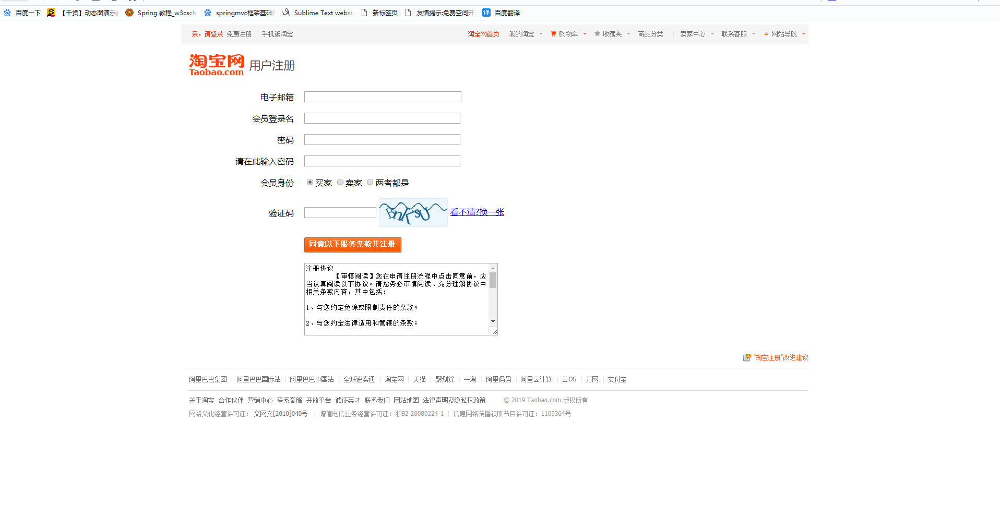 百度一下 【干货】动态图演示 Spring 教程_w3csch springmvc框架基础 Sublime Text webst 新标签页 友情提示:免费空间开 译 百度翻译
亲，请登录 免费注册 手机逛淘宝 淘宝网首页 我的淘宝 购物车 收藏夹 商品分类 | 卖家中心 联系客服 网站导航
淘宝网 用户注册
Taobao.com
电子邮箱
会员登录名
密码
请在此输入密码
会员身份 买家 卖家 两者都是
验证码 BnKSU 看不清?换一张
同意以下服务条款并注册
注册协议
【审慎阅读】您在申请注册流程中点击同意前，应
当认真阅读以下协议。请您务必审慎阅读、充分理解协议中
相关条款内容，其中包括：
1、与您约定免除或限制责任的条款；
2、与您约定法律适用和管辖的条款；
"淘宝注册"改进建议
阿里巴巴集团 | 阿里巴巴国际站 | 阿里巴巴中国站 | 全球速卖通 | 淘宝网 | 天猫 | 聚划算 | 一淘 | 阿里妈妈 | 阿里云计算 | 云OS | 万网 | 支付宝
关于淘宝 合作伙伴 营销中心 联系客服 开放平台 诚征英才 联系我们 网站地图 法律声明及隐私权政策 © 2019 Taobao.com 版权所有
网络文化经营许可证： 文网文[2010]040号 | 增值电信业务经营许可证：浙B2-20080224-1 | 信息网络传播视听节目许可证：1109364号